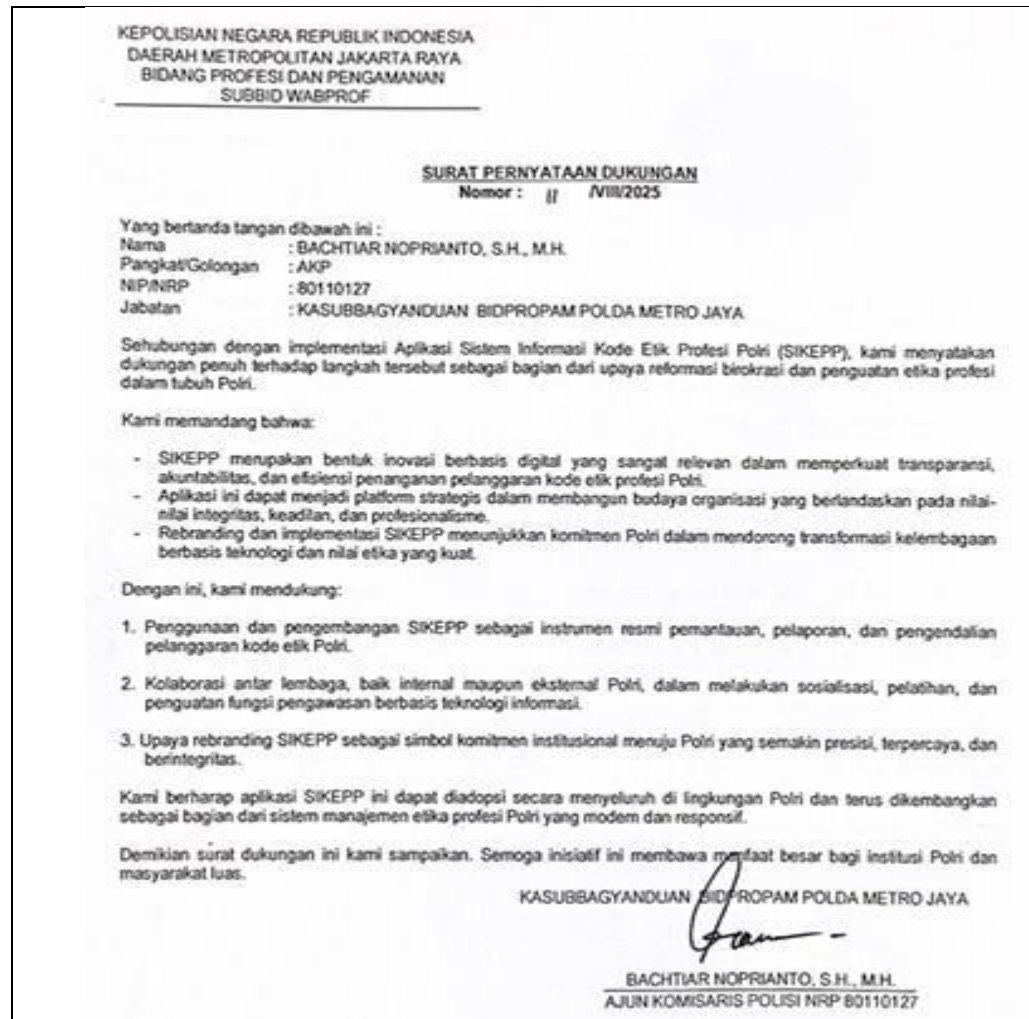 KEPOLISIAN NEGARA REPUBLIK INDONESIA
DAERAH METROPOLITAN JAKARTA RAYA
BIDANG PROFESI DAN PENGAMANAN
SUBBID WABPROF
SURAT PERNYATAAN DUKUNGAN
Nomor : 11 /VIII/2025
Yang bertanda tangan dibawah ini :
Nama : BACHTIAR NOPRIANTO, S.H., M.H.
Pangkat/Golongan : AKP
NIP/NRP : 80110127
Jabatan : KASUBBAGYANDUAN BIDPROPAM POLDA METRO JAYA
Sehubungan dengan implementasi Aplikasi Sistem Informasi Kode Etik Profesi Polri (SIKEPP), kami menyatakan
dukungan penuh terhadap langkah tersebut sebagai bagian dari upaya reformasi birokrasi dan penguatan etika profesi
dalam tubuh Polri.
Kami memandang bahwa:
- SIKEPP merupakan bentuk inovasi berbasis digital yang sangat relevan dalam memperkuat transparansi,
akuntabilitas, dan efisiensi penanganan pelanggaran kode etik profesi Polri.
- Aplikasi ini dapat menjadi platform strategis dalam membangun budaya organisasi yang berlandaskan pada nilai-
nilai integritas, keadilan, dan profesionalisme.
- Rebranding dan implementasi SIKEPP menunjukkan komitmen Polri dalam mendorong transformasi kelembagaan
berbasis teknologi dan nilai etika yang kuat.
Dengan ini, kami mendukung:
1. Penggunaan dan pengembangan SIKEPP sebagai instrumen resmi pemantauan, pelaporan, dan pengendalian
pelanggaran kode etik Polri.
2. Kolaborasi antar lembaga, baik internal maupun eksternal Polri, dalam melakukan sosialisasi, pelatihan, dan
penguatan fungsi pengawasan berbasis teknologi informasi.
3. Upaya rebranding SIKEPP sebagai simbol komitmen institusional menuju Polri yang semakin presisi, terpercaya, dan
berintegritas.
Kami berharap aplikasi SIKEPP ini dapat diadopsi secara menyeluruh di lingkungan Polri dan terus dikembangkan
sebagai bagian dari sistem manajemen etika profesi Polri yang modern dan responsif.
Demikian surat dukungan ini kami sampaikan. Semoga inisiatif ini membawa manfaat besar bagi institusi Polri dan
masyarakat luas.
KASUBBAGYANDUAN BIDPROPAM POLDA METRO JAYA
BACHTIAR NOPRIANTO, S.H., M.H.
AJUN KOMISARIS POLISI NRP 80110127